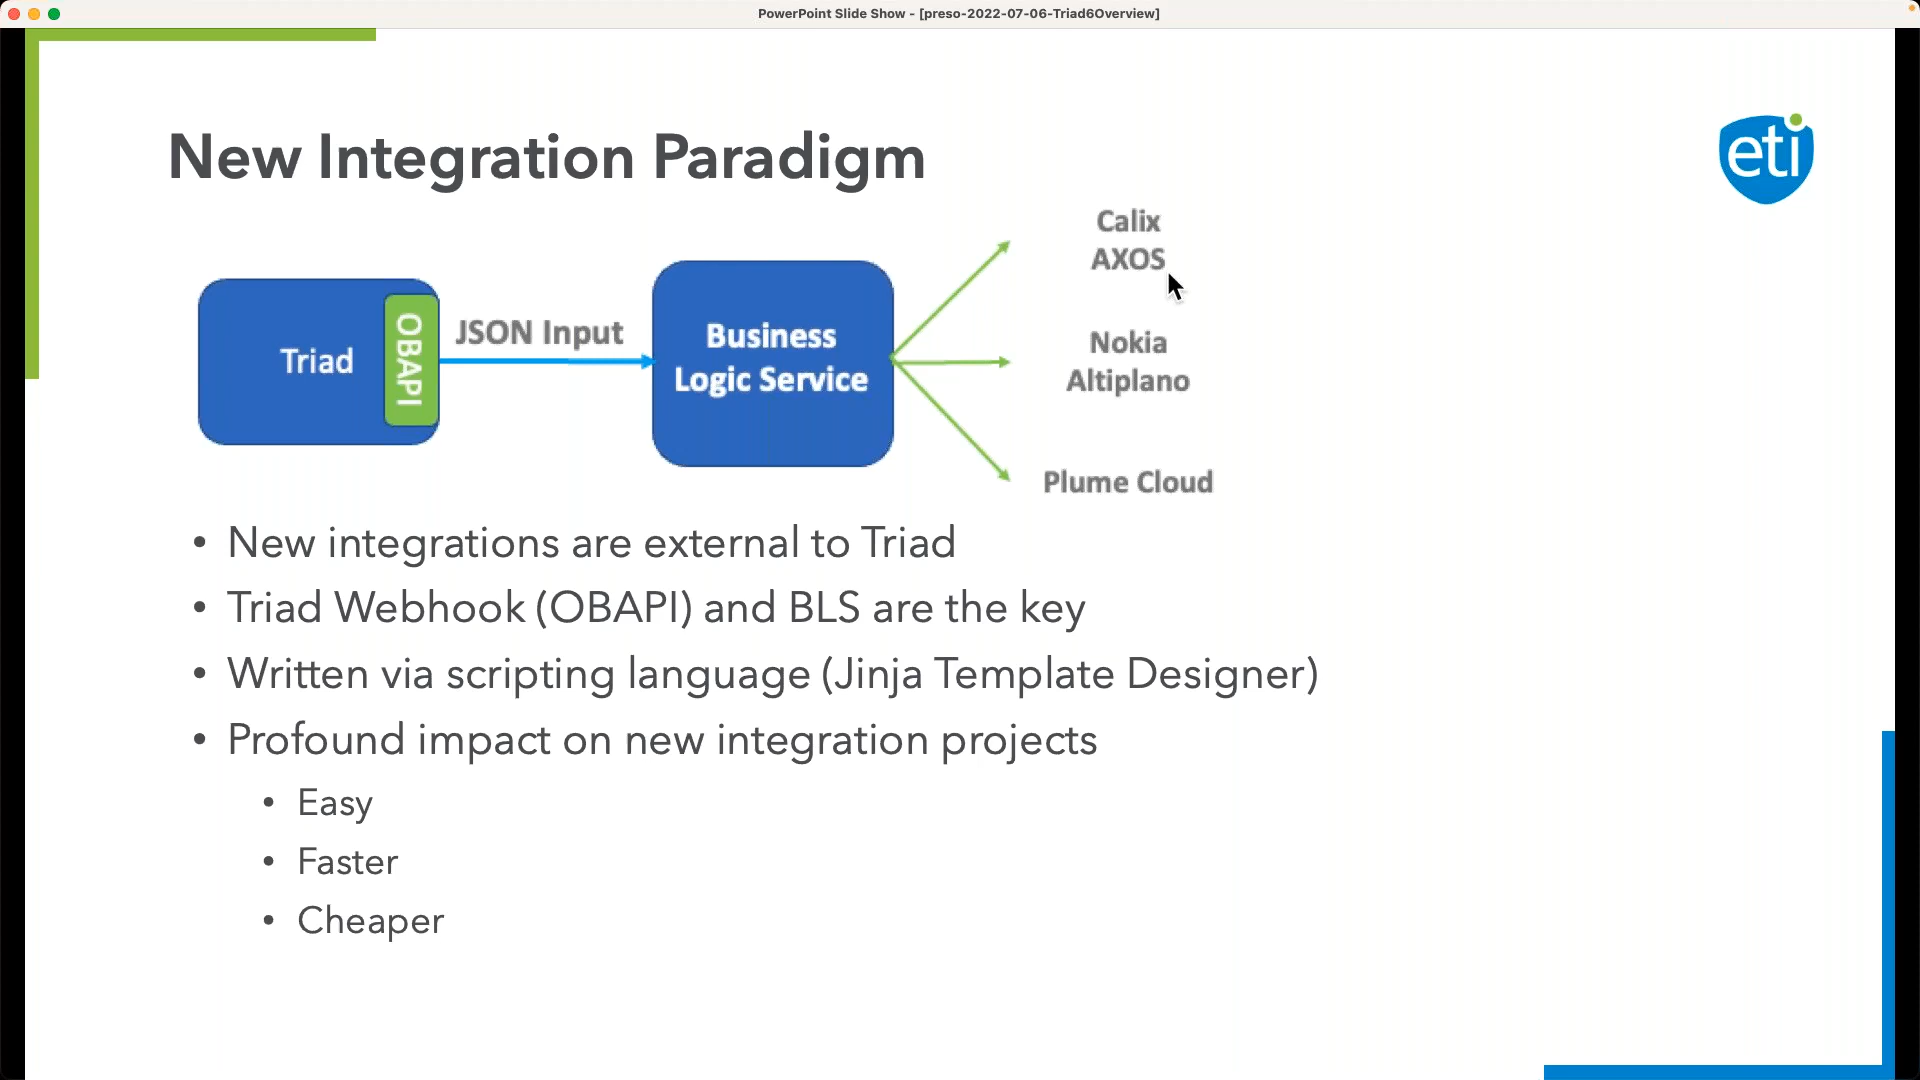 PowerPoint Slide Show - [preso-2022-07-06-Triad6Overview]
New Integration Paradigm
eti
Calix
AXOS
Triad
OBAPI
JSON Input
Business
Logic Service
Nokia
Altiplano
Plume Cloud
• New integrations are external to Triad
• Triad Webhook (OBAPI) and BLS are the key
• Written via scripting language (Jinja Template Designer)
• Profound impact on new integration projects
• Easy
• Faster
• Cheaper